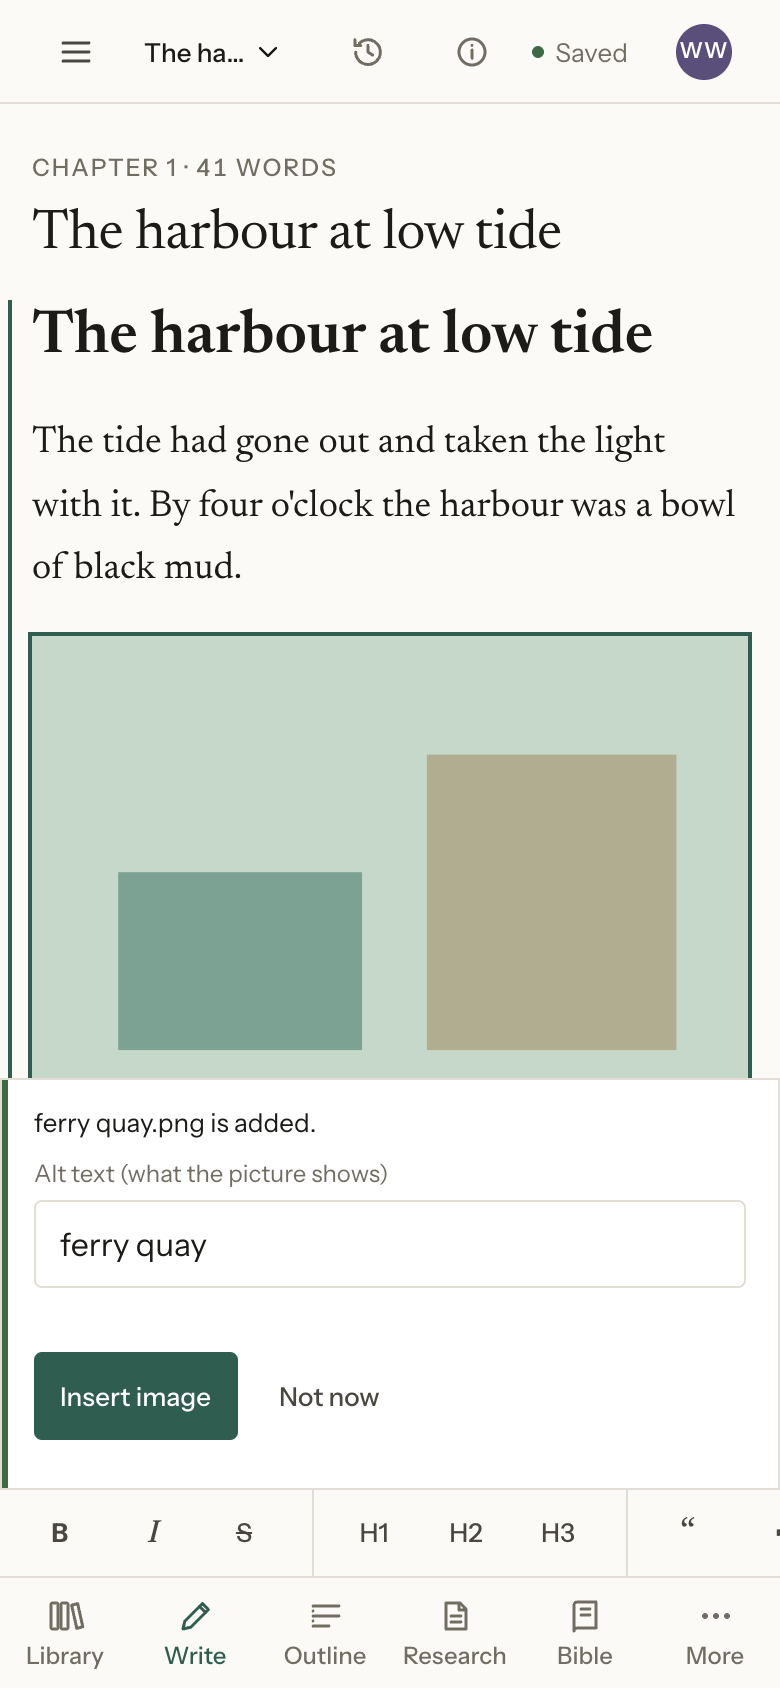 The ha...
Saved
WW
CHAPTER 1 · 41 WORDS
The harbour at low tide
The harbour at low tide
The tide had gone out and taken the light
with it. By four o'clock the harbour was a bowl
of black mud.
ferry quay.png is added.
Alt text (what the picture shows)
ferry quay
Insert image
Not now
B
I
S
H1
H2
H3
“
Library
Write
Outline
Research
Bible
More